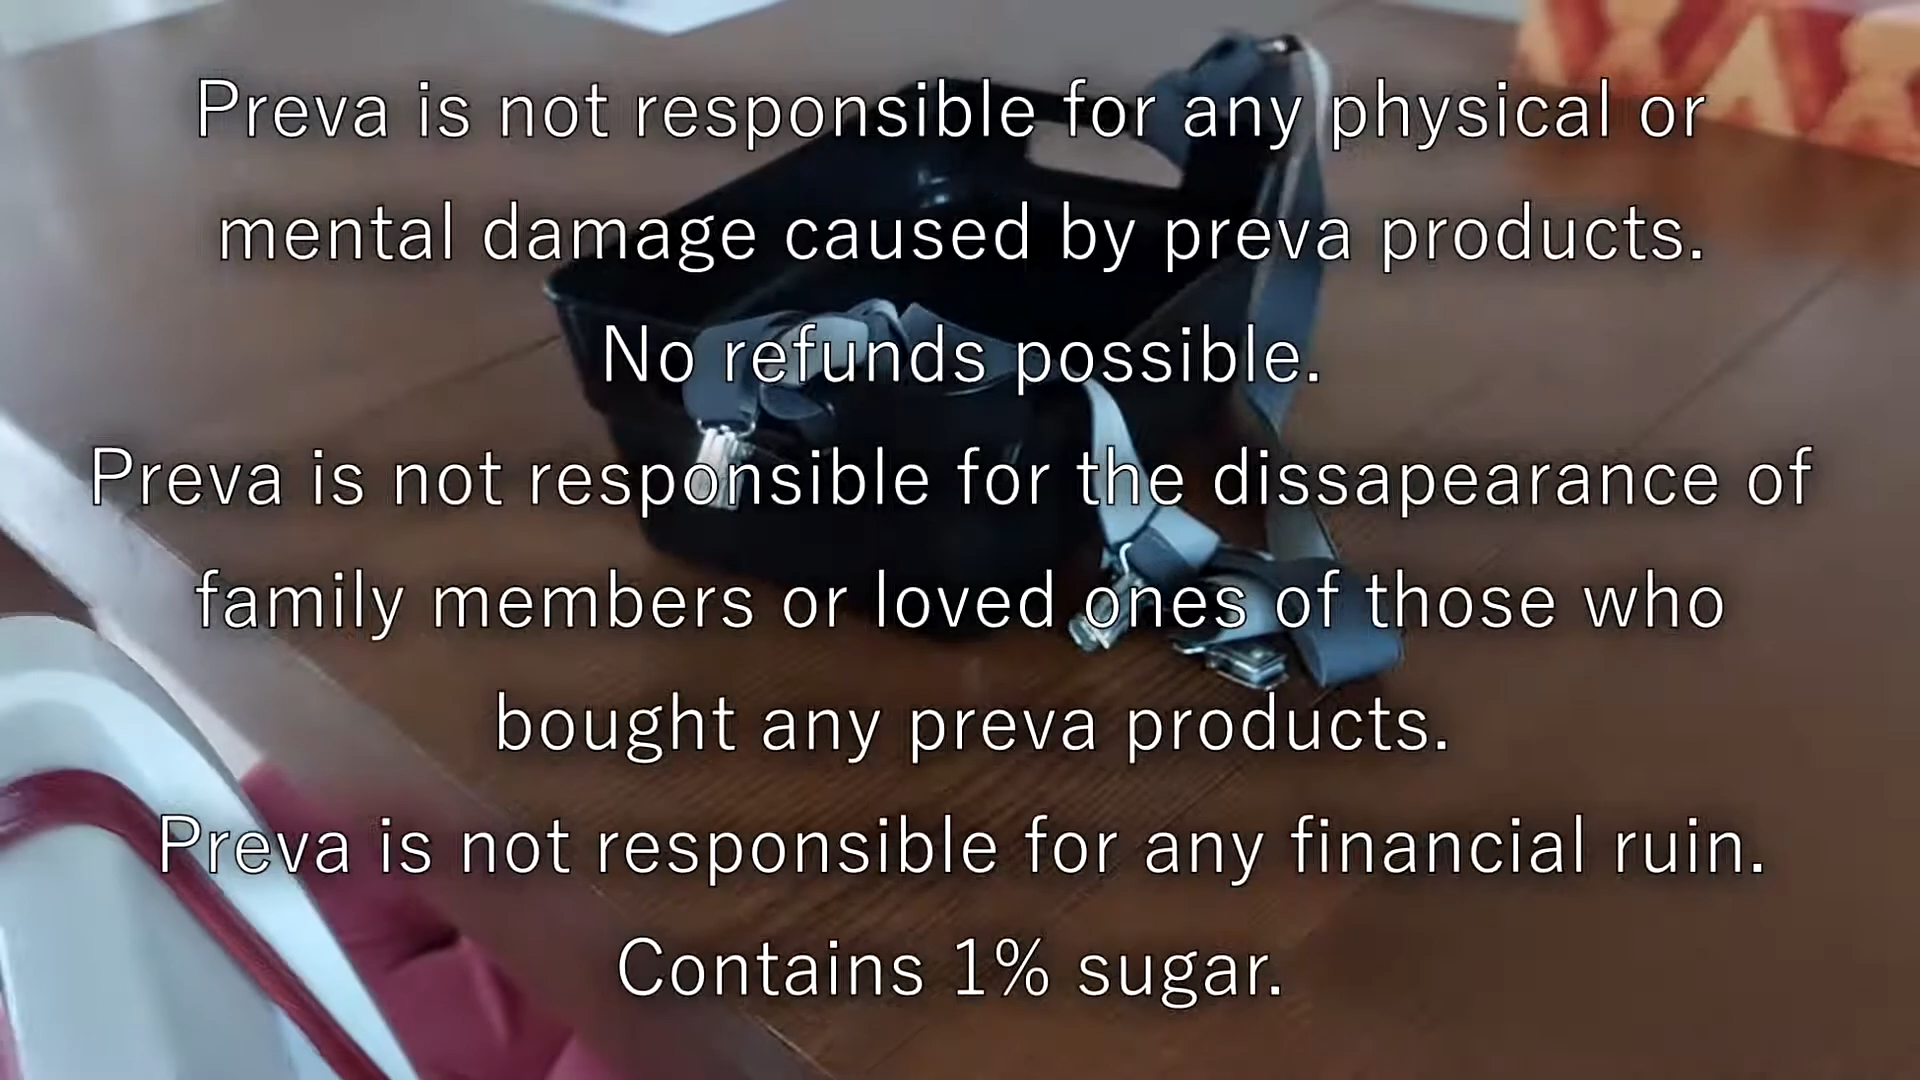 Preva is not responsible for any physical or
mental damage caused by preva products.
No refunds possible.
Preva is not responsible for the dissapearance of
family members or loved ones of those who
bought any preva products.
Preva is not responsible for any financial ruin.
Contains 1% sugar.